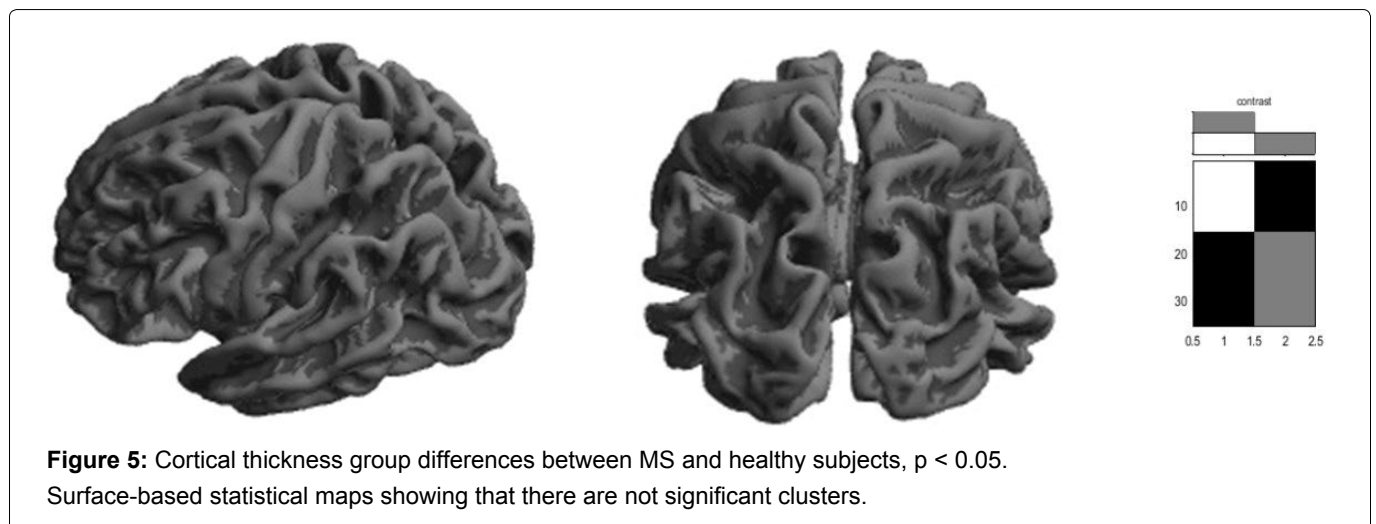 contrast
10
20
30
0.5 1 1.5 2 2.5
Figure 5: Cortical thickness group differences between MS and healthy subjects, p < 0.05.
Surface-based statistical maps showing that there are not significant clusters.